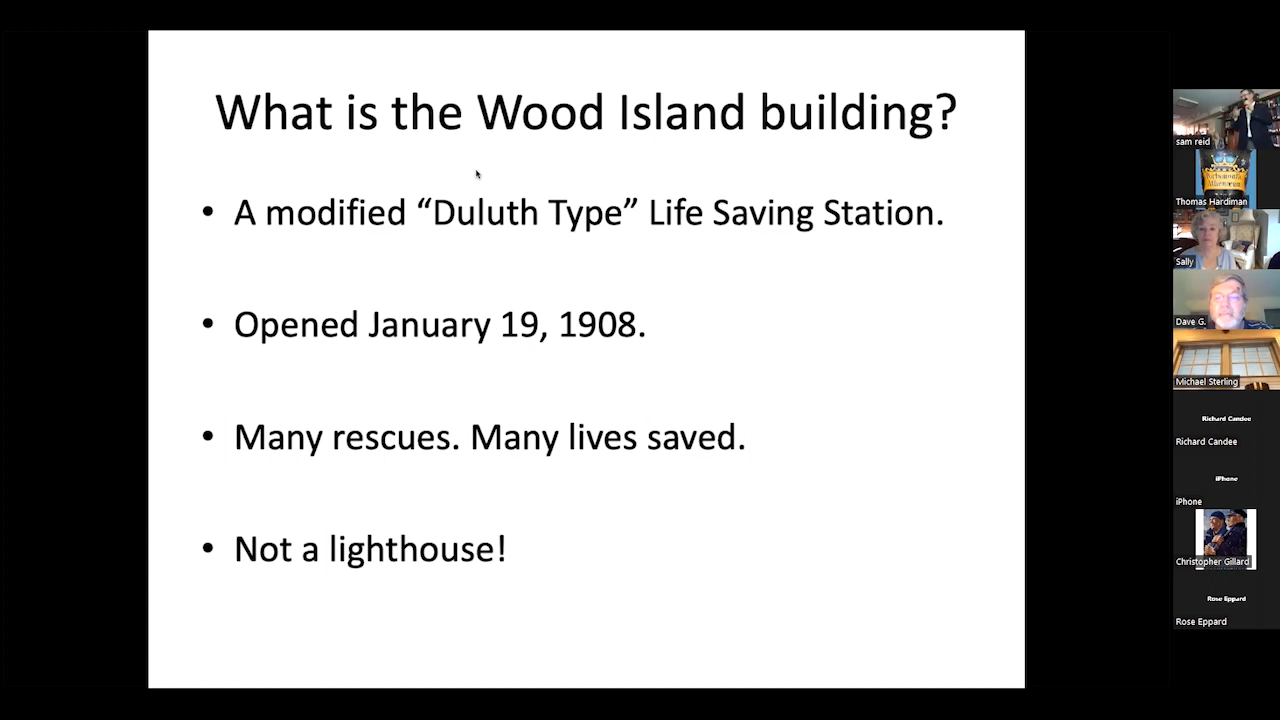 What is the Wood Island building?
• A modified “Duluth Type” Life Saving Station.
• Opened January 19, 1908.
• Many rescues. Many lives saved.
• Not a lighthouse!
sam reid
Portsmouth
Athenæum
Thomas Hardiman
Sally
Dave G.
Michael Sterling
Richard Candee
Richard Candee
iPhone
iPhone
Christopher Gillard
Rose Eppard
Rose Eppard